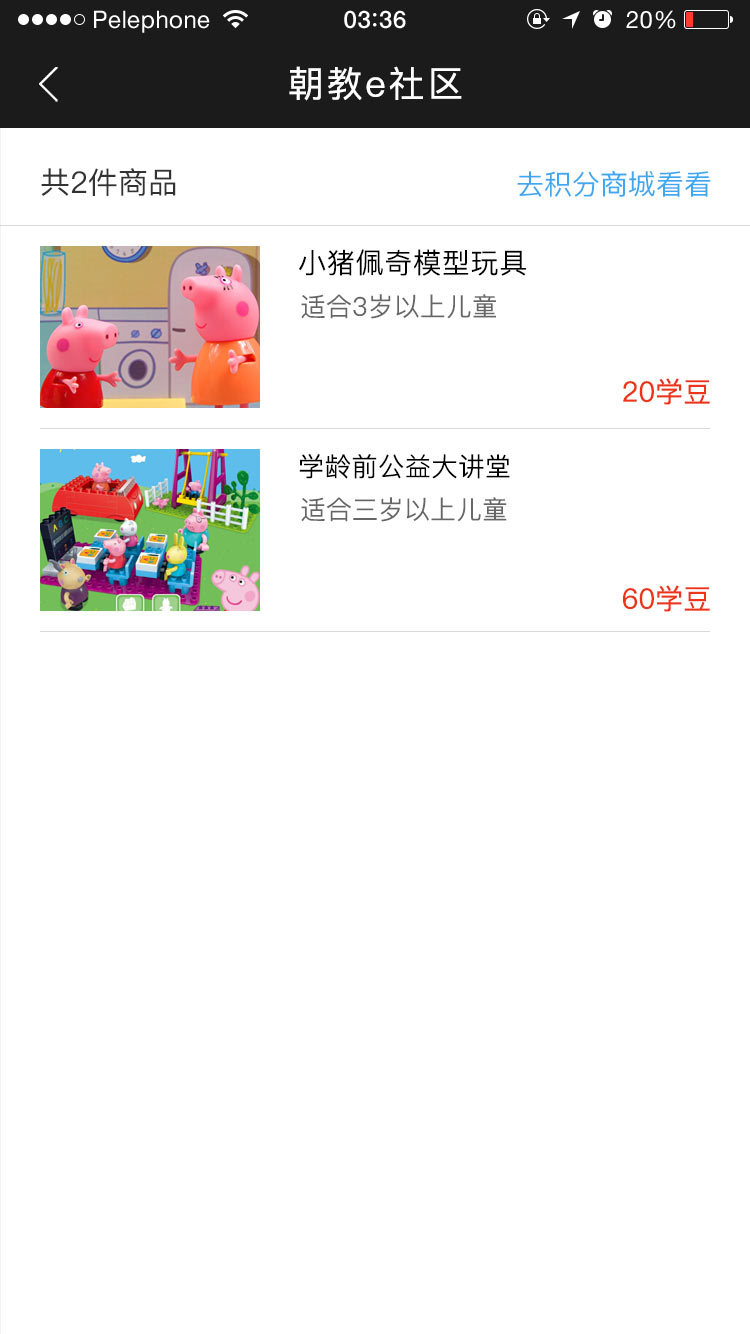 Pelephone 03:36 20%
朝教e社区
共2件商品 去积分商城看看
小猪佩奇模型玩具
适合3岁以上儿童
20学豆
学龄前公益大讲堂
适合三岁以上儿童
60学豆